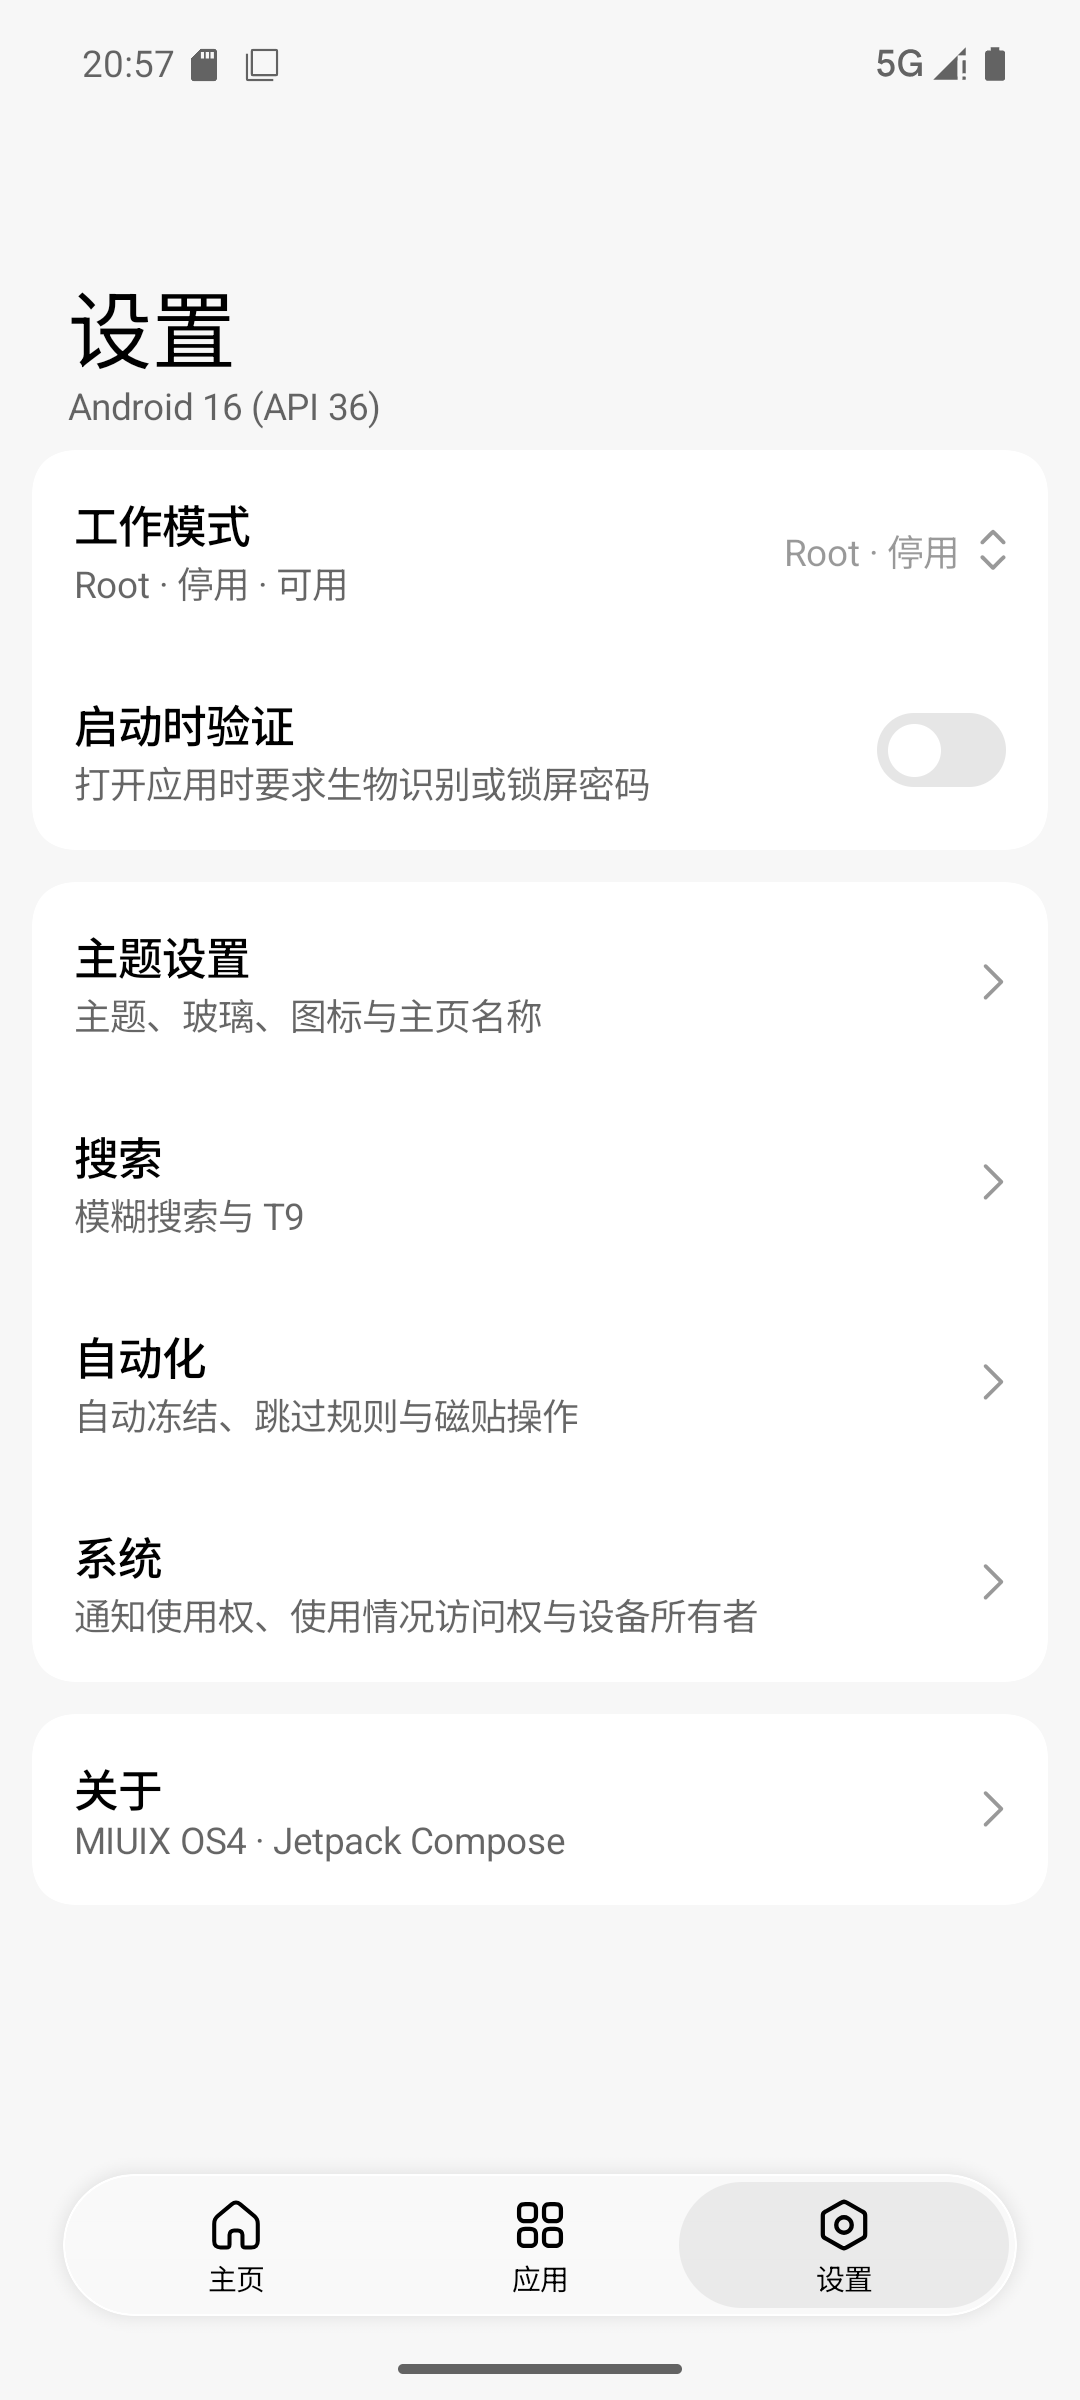 20:57
5G
设置
Android 16 (API 36)
工作模式
Root · 停用 · 可用
Root · 停用
启动时验证
打开应用时要求生物识别或锁屏密码
主题设置
主题、玻璃、图标与主页名称
搜索
模糊搜索与 T9
自动化
自动冻结、跳过规则与磁贴操作
系统
通知使用权、使用情况访问权与设备所有者
关于
MIUIX OS4 · Jetpack Compose
主页
应用
设置